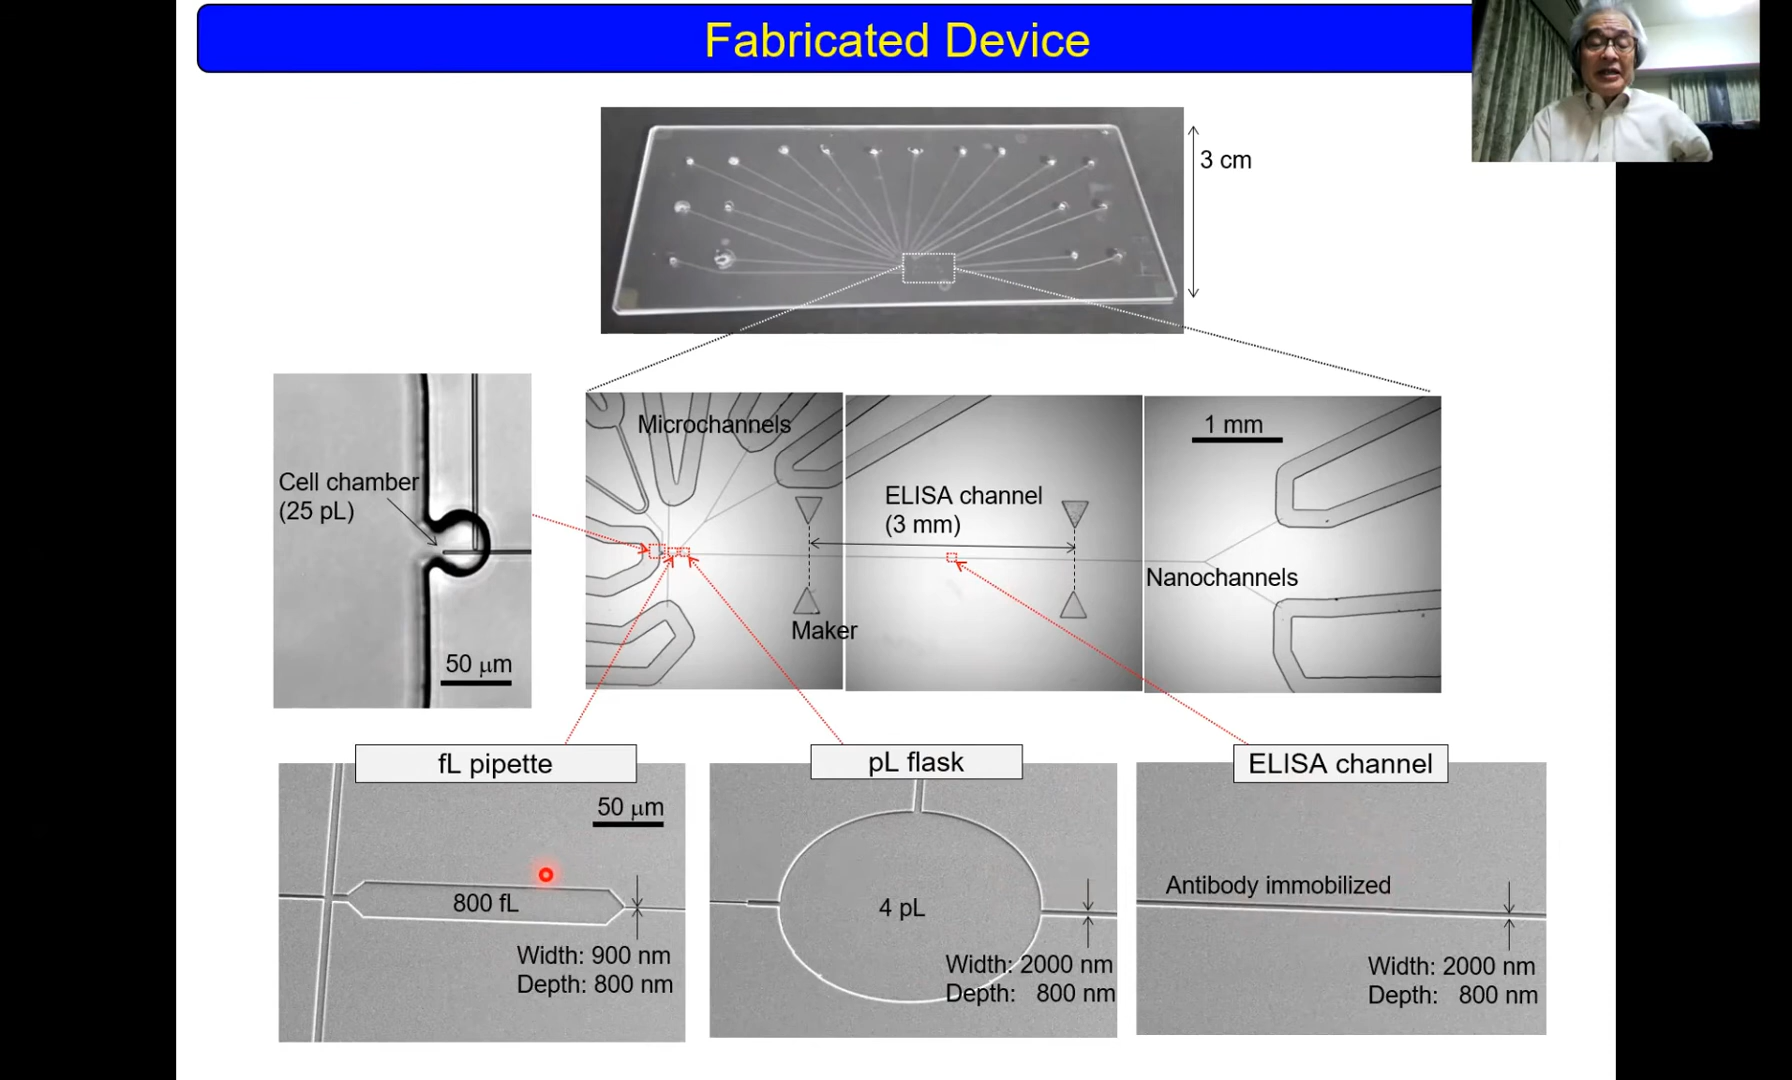 Fabricated Device
3 cm
Microchannels
1 mm
Cell chamber
(25 pL)
ELISA channel
(3 mm)
Nanochannels
Maker
50 μm
fL pipette
pL flask
ELISA channel
50 μm
800 fL
4 pL
Antibody immobilized
Width: 900 nm
Depth: 800 nm
Width: 2000 nm
Depth: 800 nm
Width: 2000 nm
Depth: 800 nm